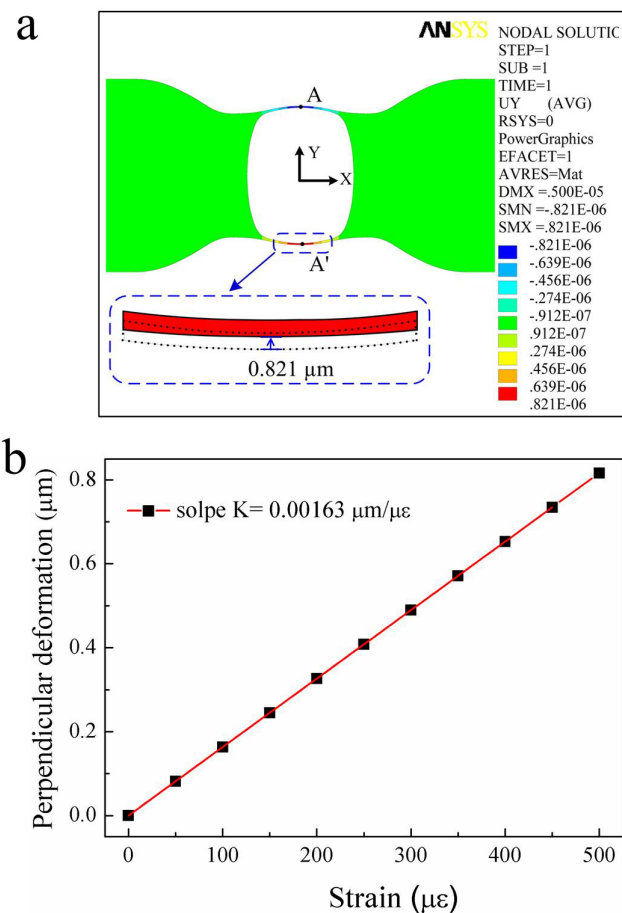 a
ANSYS
NODAL SOLUTIC
STEP=1
SUB =1
TIME=1
UY (AVG)
RSYS=0
PowerGraphics
EFACET=1
AVRES=Mat
DMX =.500E-05
SMN =-.821E-06
SMX =.821E-06
-.821E-06
-.639E-06
-.456E-06
-.274E-06
-.912E-07
.912E-07
.274E-06
.456E-06
.639E-06
.821E-06
A
Y
X
A'
0.821 μm
b
Perpendicular deformation (μm)
0.8
0.6
0.4
0.2
0.0
solpe K= 0.00163 μm/με
0 100 200 300 400 500
Strain (με)